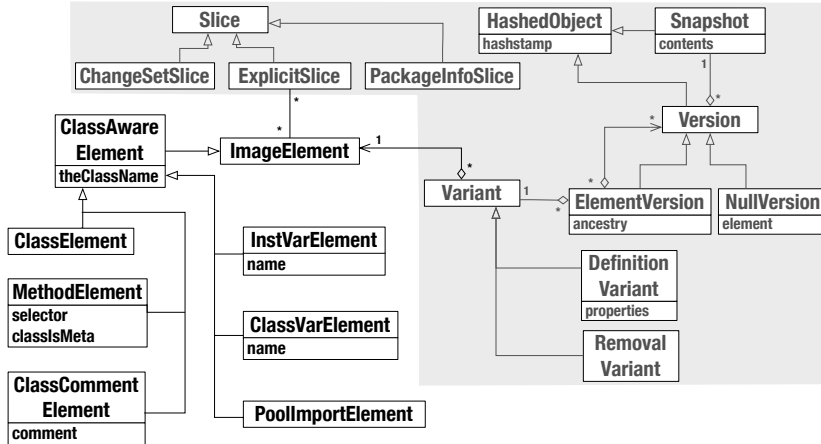 Slice
HashedObject
hashstamp
Snapshot
contents
1
*
ChangeSetSlice
ExplicitSlice
PackageInfoSlice
*
*
ClassAware
Element
theClassName
ImageElement
1
*
*
Version
*
Variant
1
*
ElementVersion
ancestry
NullVersion
element
ClassElement
InstVarElement
name
Definition
Variant
properties
MethodElement
selector
classIsMeta
ClassVarElement
name
Removal
Variant
ClassComment
Element
comment
PoolImportElement